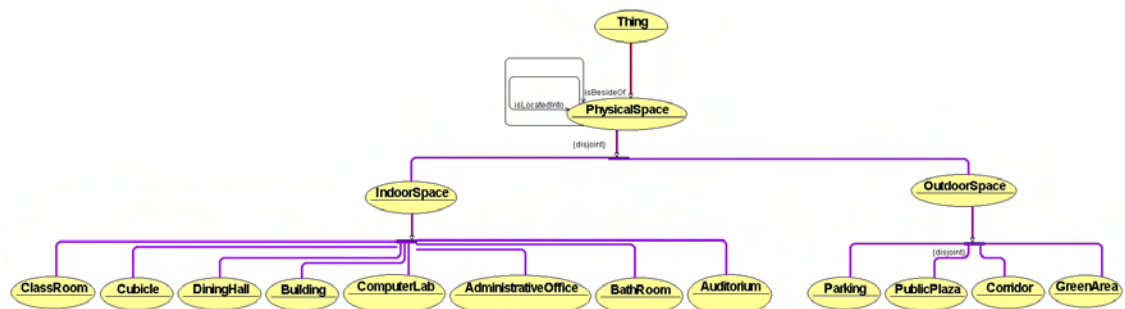 Thing
isBesideOf
isLocatedInto
PhysicalSpace
{disjoint}
IndoorSpace
OutdoorSpace
{disjoint}
ClassRoom
Cubicle
DiningHall
Building
ComputerLab
AdministrativeOffice
BathRoom
Auditorium
Parking
PublicPlaza
Corridor
GreenArea